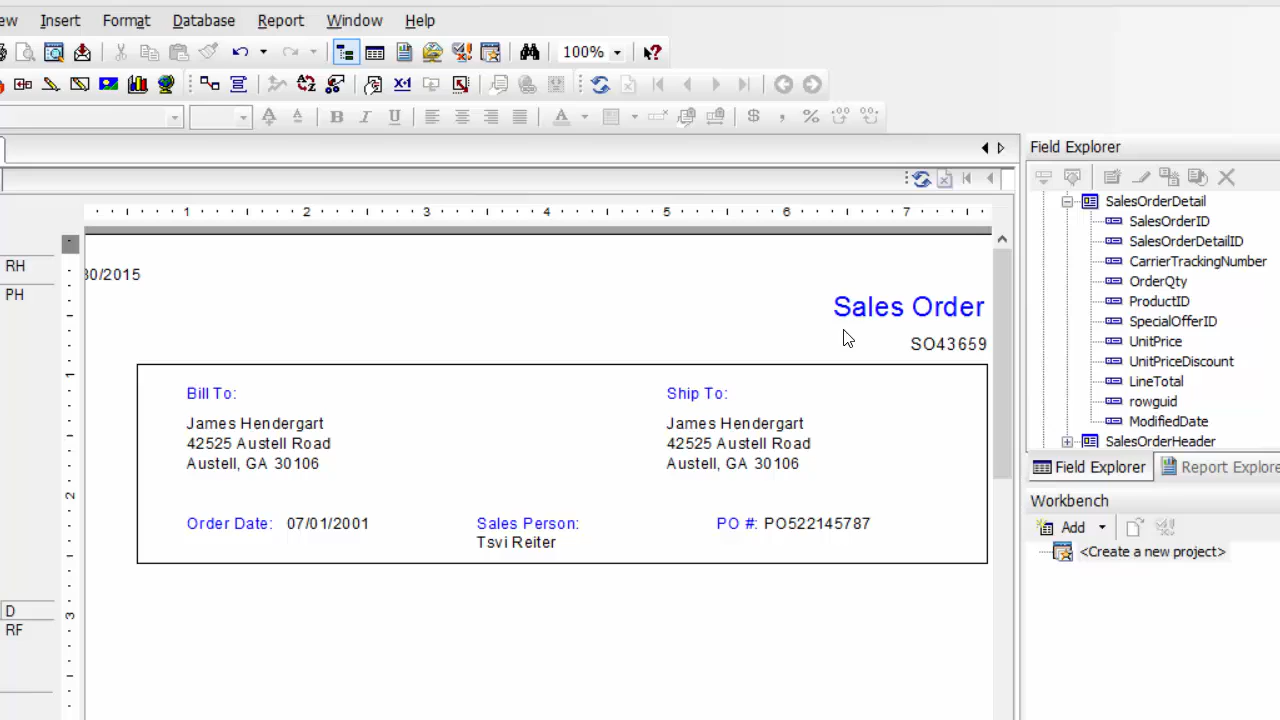 ew Insert Format Database Report Window Help
100%
B I U A $ , %
Field Explorer
1 2 3 4 5 6 7
SalesOrderDetail
SalesOrderID
SalesOrderDetailID
CarrierTrackingNumber
OrderQty
ProductID
SpecialOfferID
UnitPrice
UnitPriceDiscount
LineTotal
rowguid
ModifiedDate
SalesOrderHeader
Field Explorer Report Explore
Workbench
Add
<Create a new project>
RH
PH
D
RF
1
2
3
30/2015
Sales Order
SO43659
Bill To: Ship To:
James Hendergart James Hendergart
42525 Austell Road 42525 Austell Road
Austell, GA 30106 Austell, GA 30106
Order Date: 07/01/2001 Sales Person: PO #: PO522145787
Tsvi Reiter